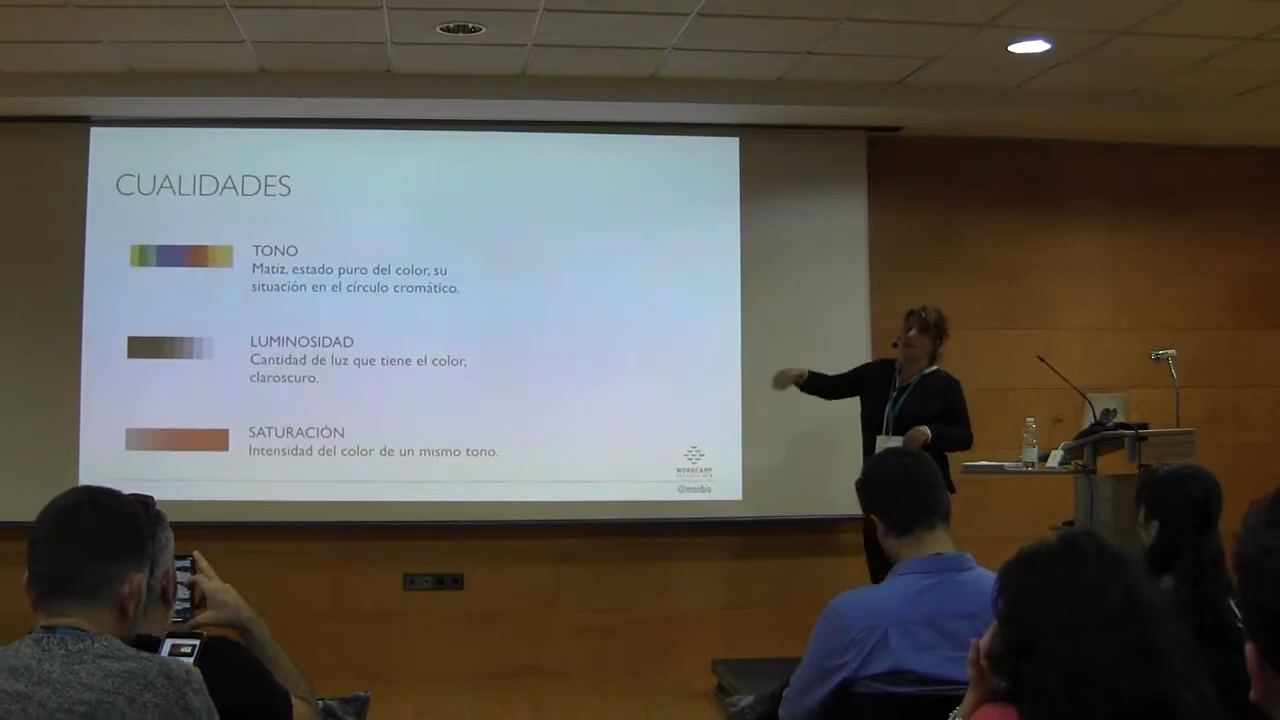 CUALIDADES
TONO
Matiz, estado puro del color, su
situación en el círculo cromático.
LUMINOSIDAD
Cantidad de luz que tiene el color,
claroscuro.
SATURACIÓN
Intensidad del color de un mismo tono.
WORDCAMP